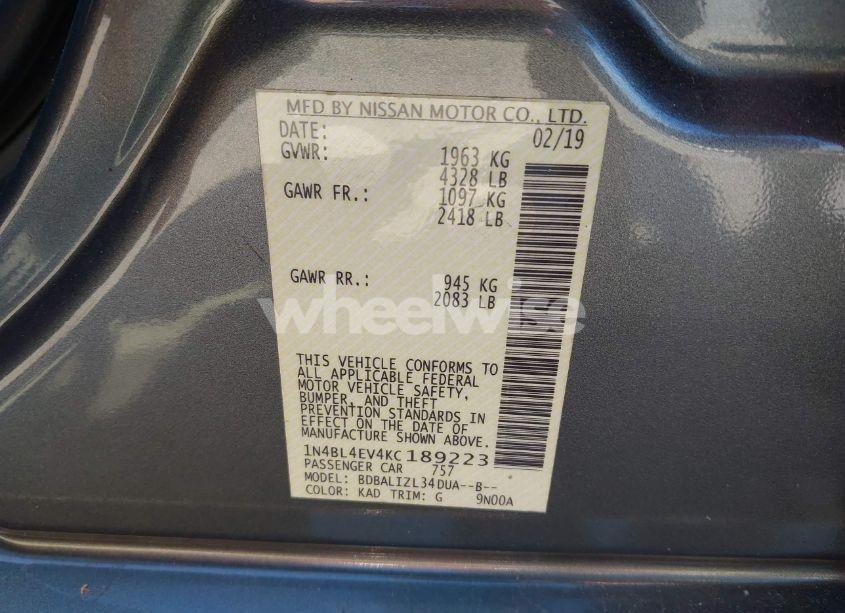 MFD BY NISSAN MOTOR CO., LTD.
DATE: 02/19
GVWR: 1963 KG
4328 LB
GAWR FR.: 1097 KG
2418 LB
GAWR RR.: 945 KG
2083 LB
wheelwise
THIS VEHICLE CONFORMS TO
ALL APPLICABLE FEDERAL
MOTOR VEHICLE SAFETY,
BUMPER, AND THEFT
PREVENTION STANDARDS IN
EFFECT ON THE DATE OF
MANUFACTURE SHOWN ABOVE.
1N4BL4EV4KC189223
PASSENGER CAR 757
MODEL: BDBALIZL34DUA--B--
COLOR: KAD TRIM: G 9N00A